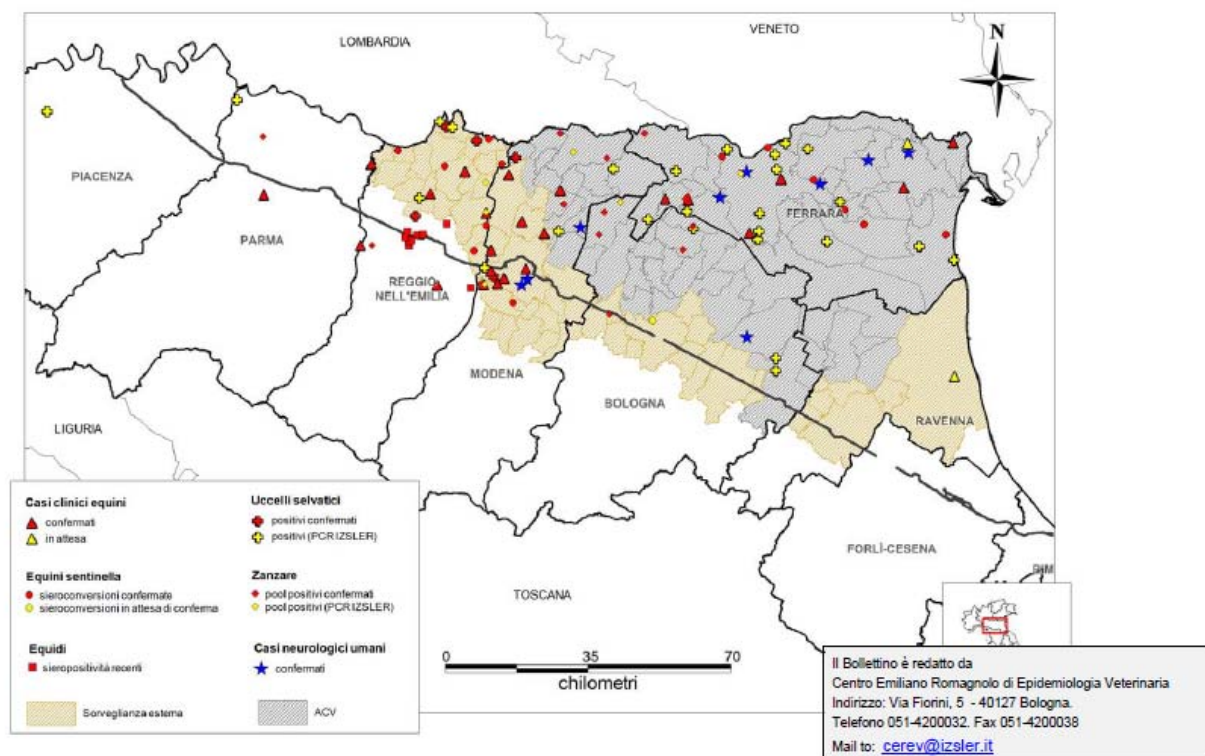 LOMBARDIA
VENETO
N
PIACENZA
PARMA
FERRARA
REGGIO
NELL'EMILIA
MODENA
BOLOGNA
RAVENNA
LIGURIA
FORLÌ-CESENA
TOSCANA
RIM
Casi clinici equini
confermati
in attesa
Equini sentinella
sieroconversioni confermate
sieroconversioni in attesa di conferma
Equidi
sieropositività recenti
Sorveglianza esterna
Uccelli selvatici
positivi confermati
positivi (PCR IZSLER)
Zanzare
pool positivi confermati
pool positivi (PCR IZSLER)
Casi neurologici umani
confermati
ACV
0 35 70
chilometri
Il Bollettino è redatto da
Centro Emiliano Romagnolo di Epidemiologia Veterinaria
Indirizzo: Via Fiorini, 5 - 40127 Bologna.
Telefono 051-4200032. Fax 051-4200038
Mail to: cerev@izsler.it